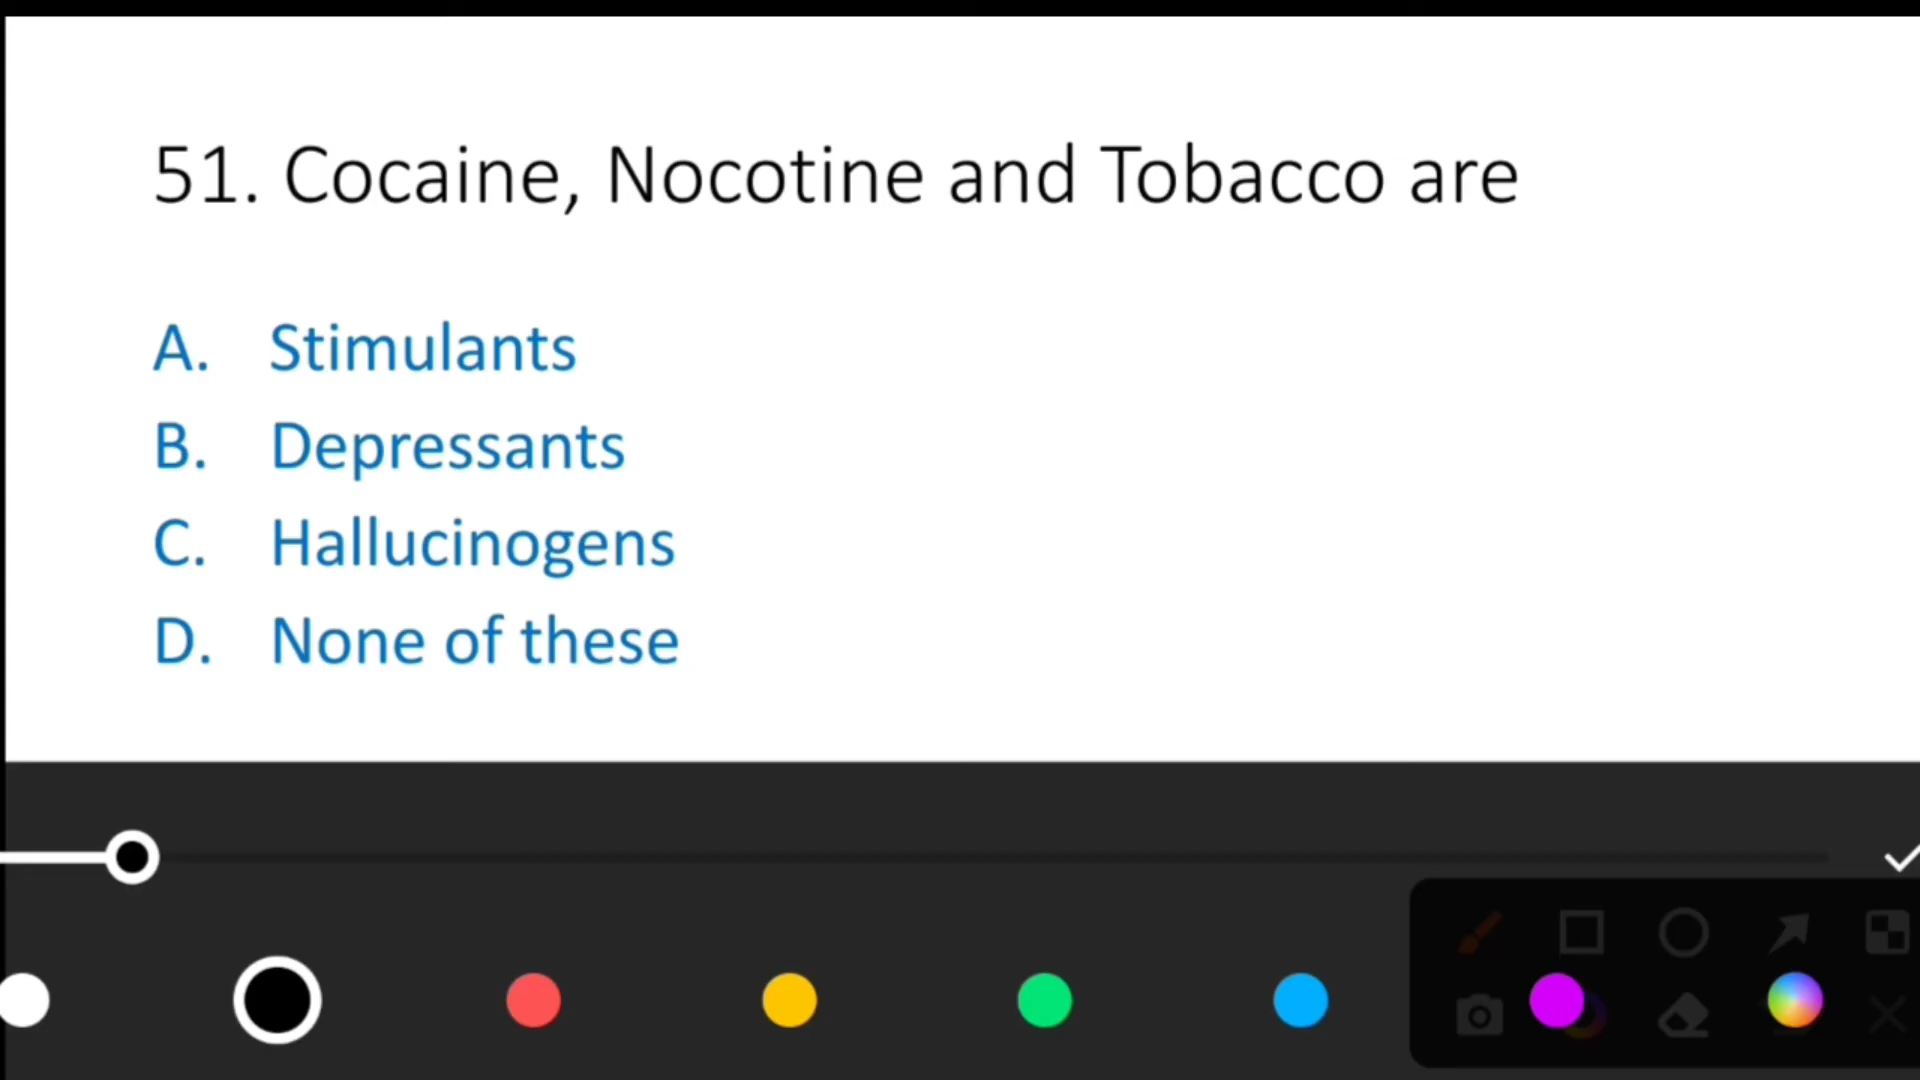 51. Cocaine, Nocotine and Tobacco are
A. Stimulants
B. Depressants
C. Hallucinogens
D. None of these